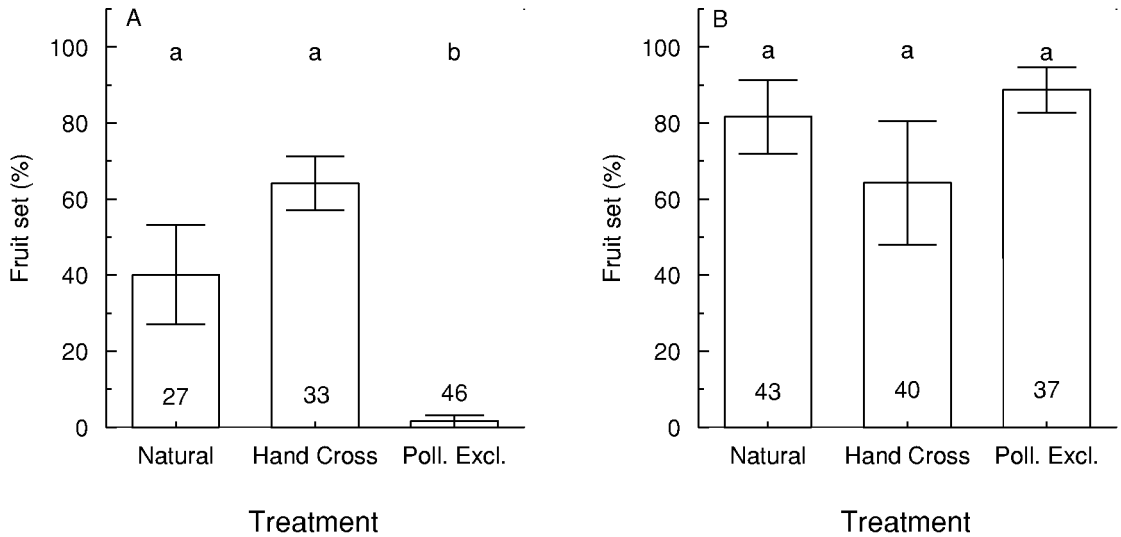 A
Fruit set (%)
100
80
60
40
20
0
a a b
27 33 46
Natural Hand Cross Poll. Excl.
Treatment
B
Fruit set (%)
100
80
60
40
20
0
a a a
43 40 37
Natural Hand Cross Poll. Excl.
Treatment